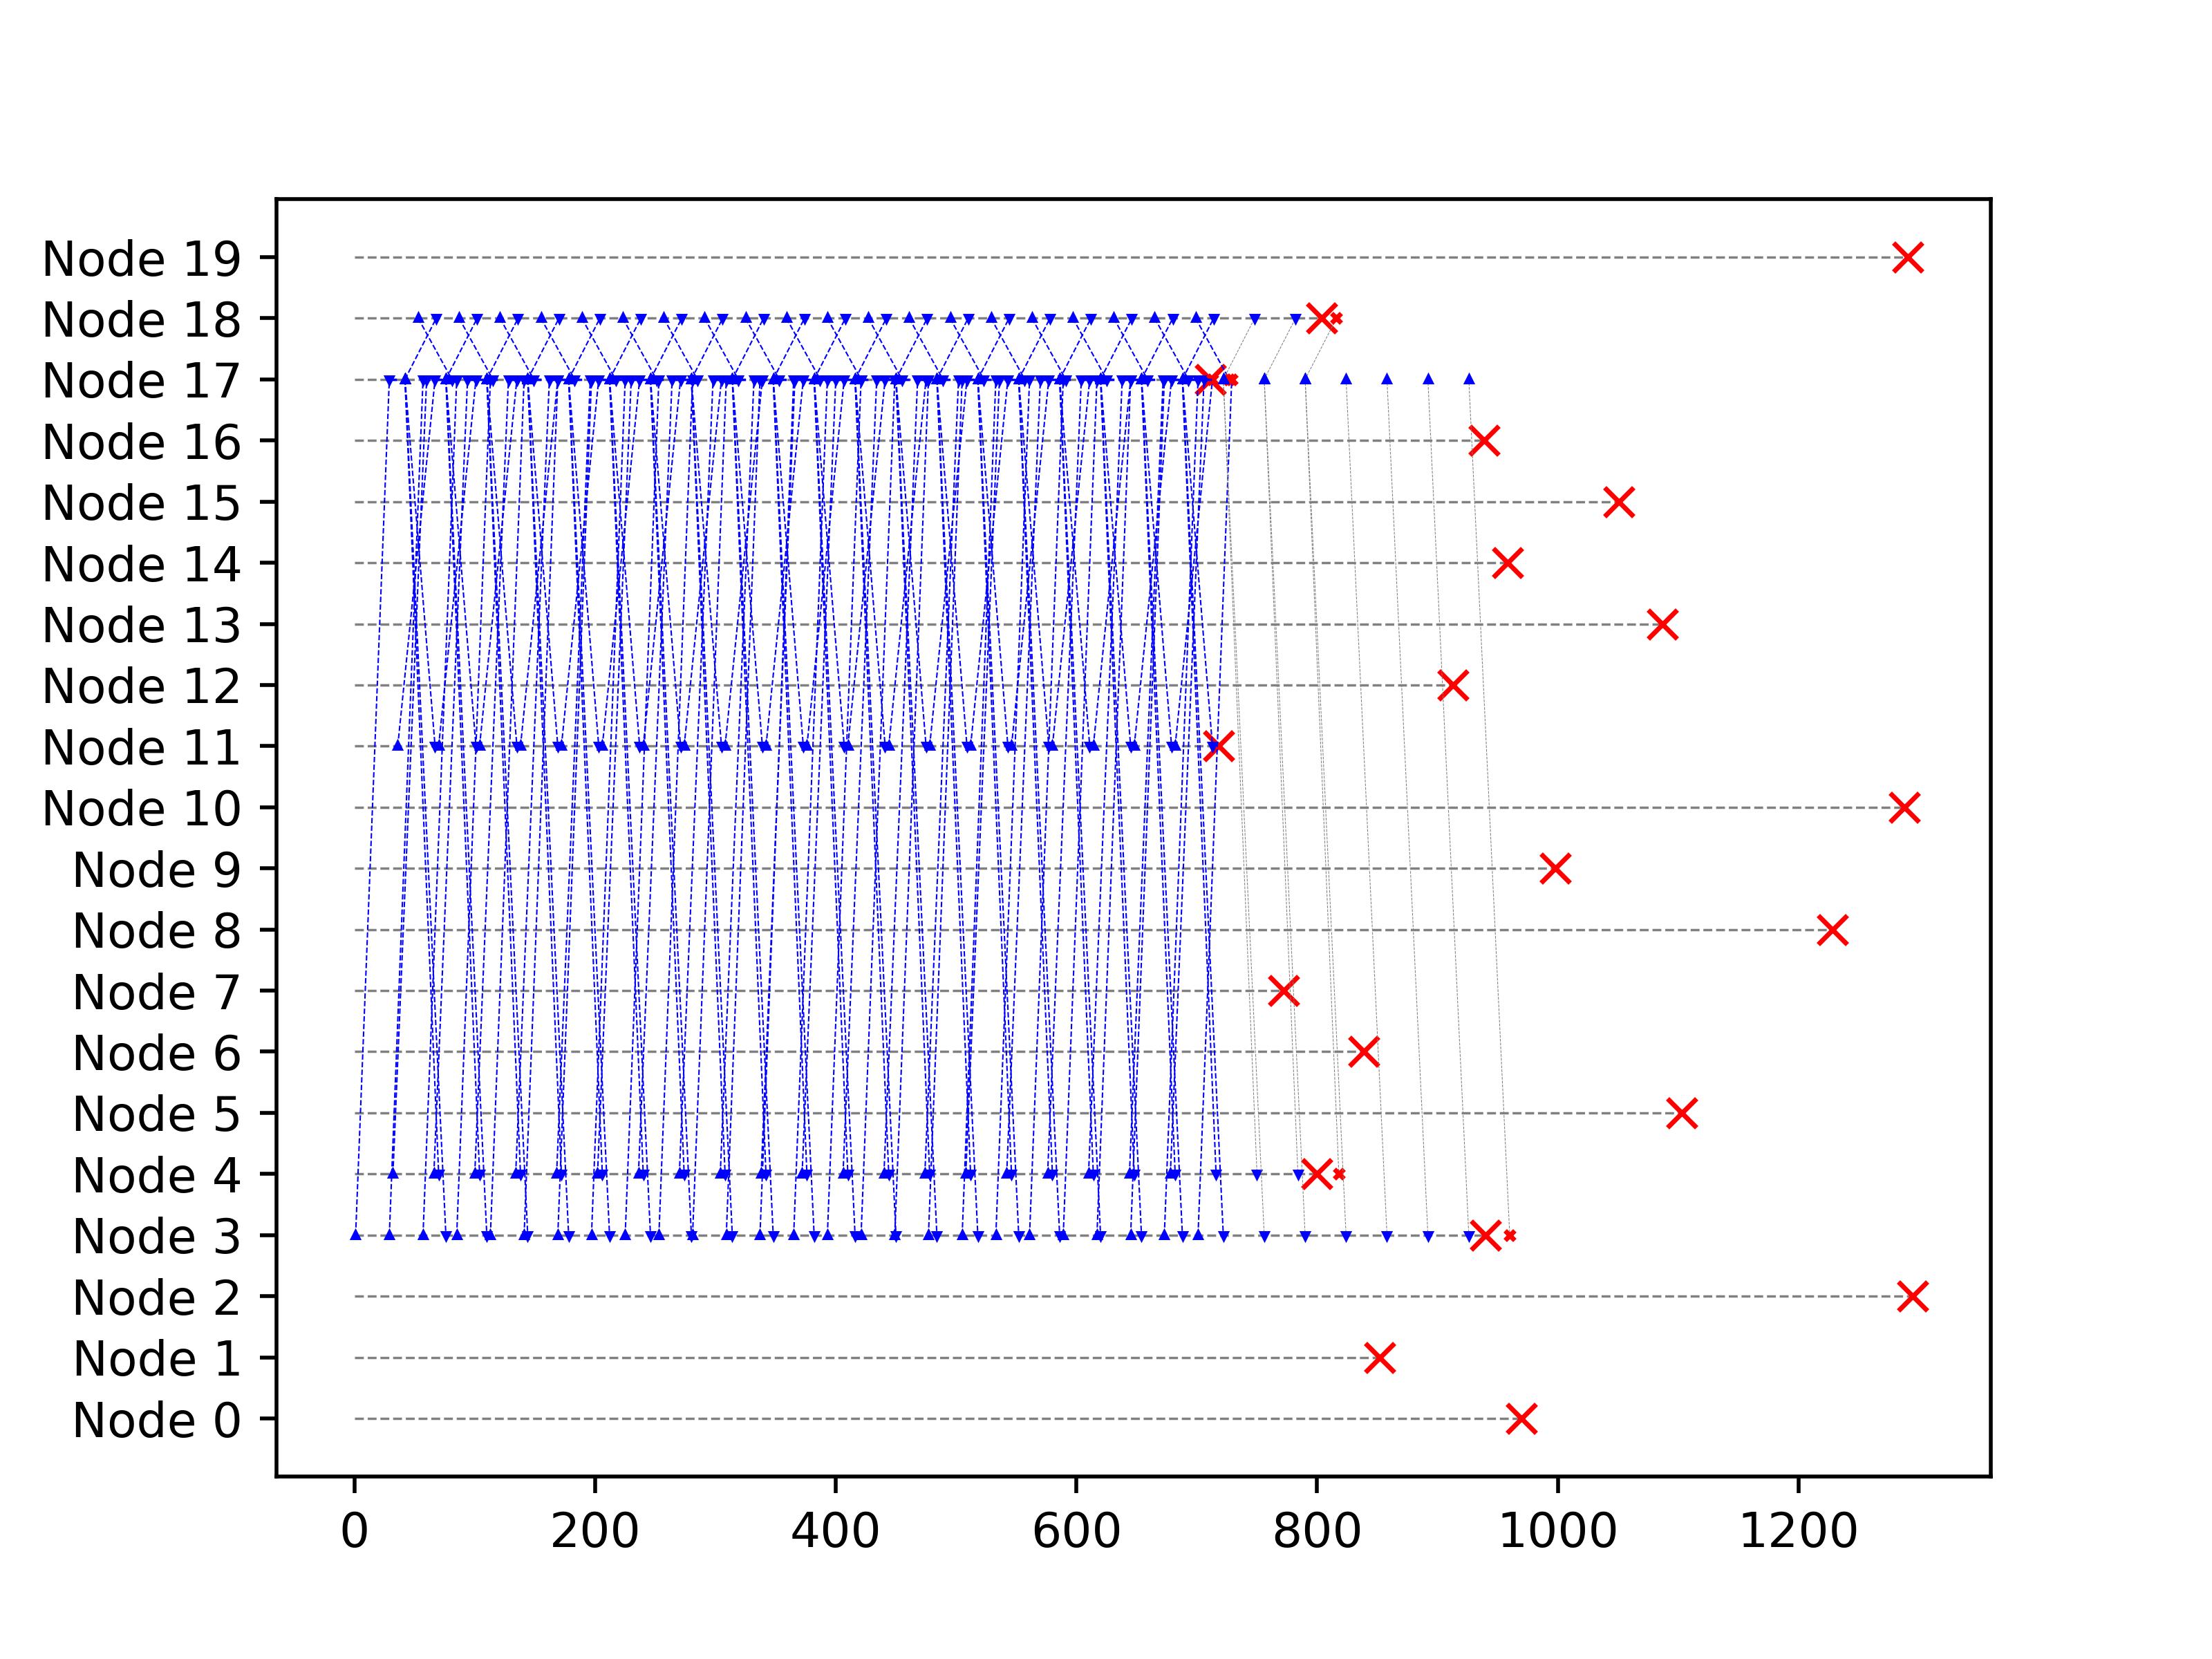 Node 19
Node 18
Node 17
Node 16
Node 15
Node 14
Node 13
Node 12
Node 11
Node 10
Node 9
Node 8
Node 7
Node 6
Node 5
Node 4
Node 3
Node 2
Node 1
Node 0
0 200 400 600 800 1000 1200